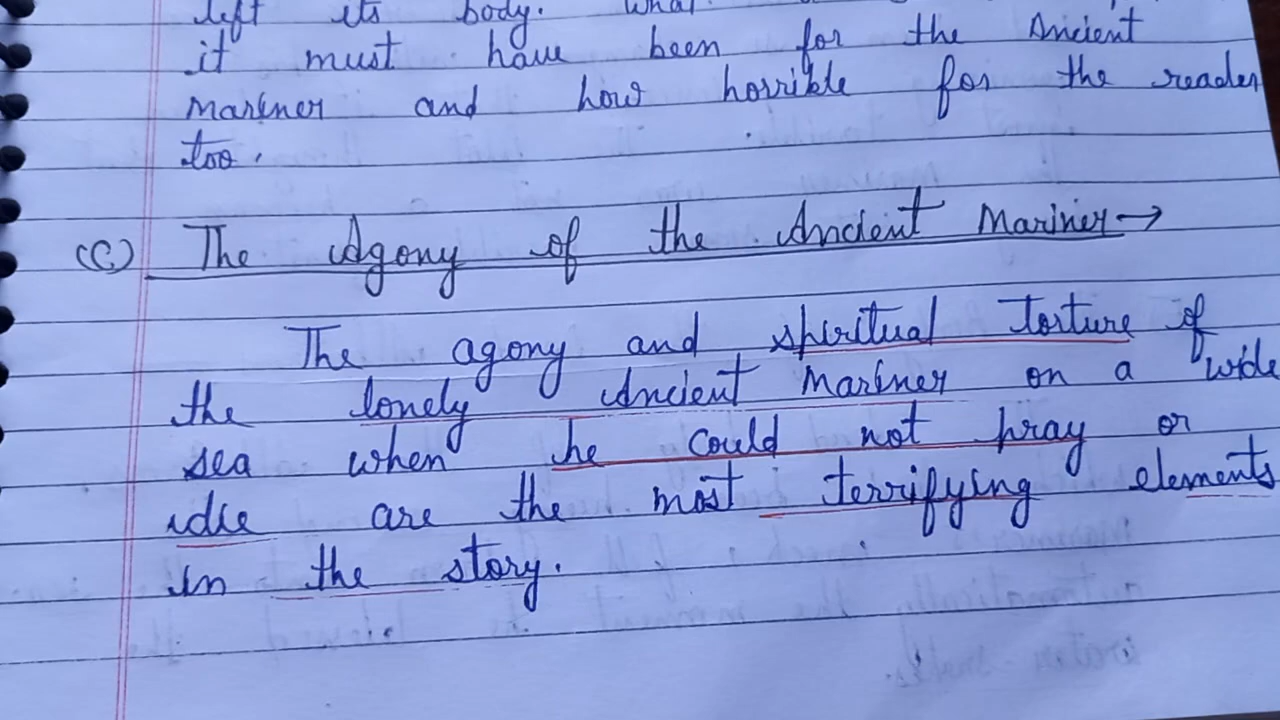 left its body. What
it must have been for the Ancient
Mariner and how horrible for the reader
too.
(C) The Agony of the Ancient Mariner →
The agony and spiritual torture of
the lonely Ancient Mariner on a wide
sea when he could not pray or
idle are the most terrifying elements
in the story.